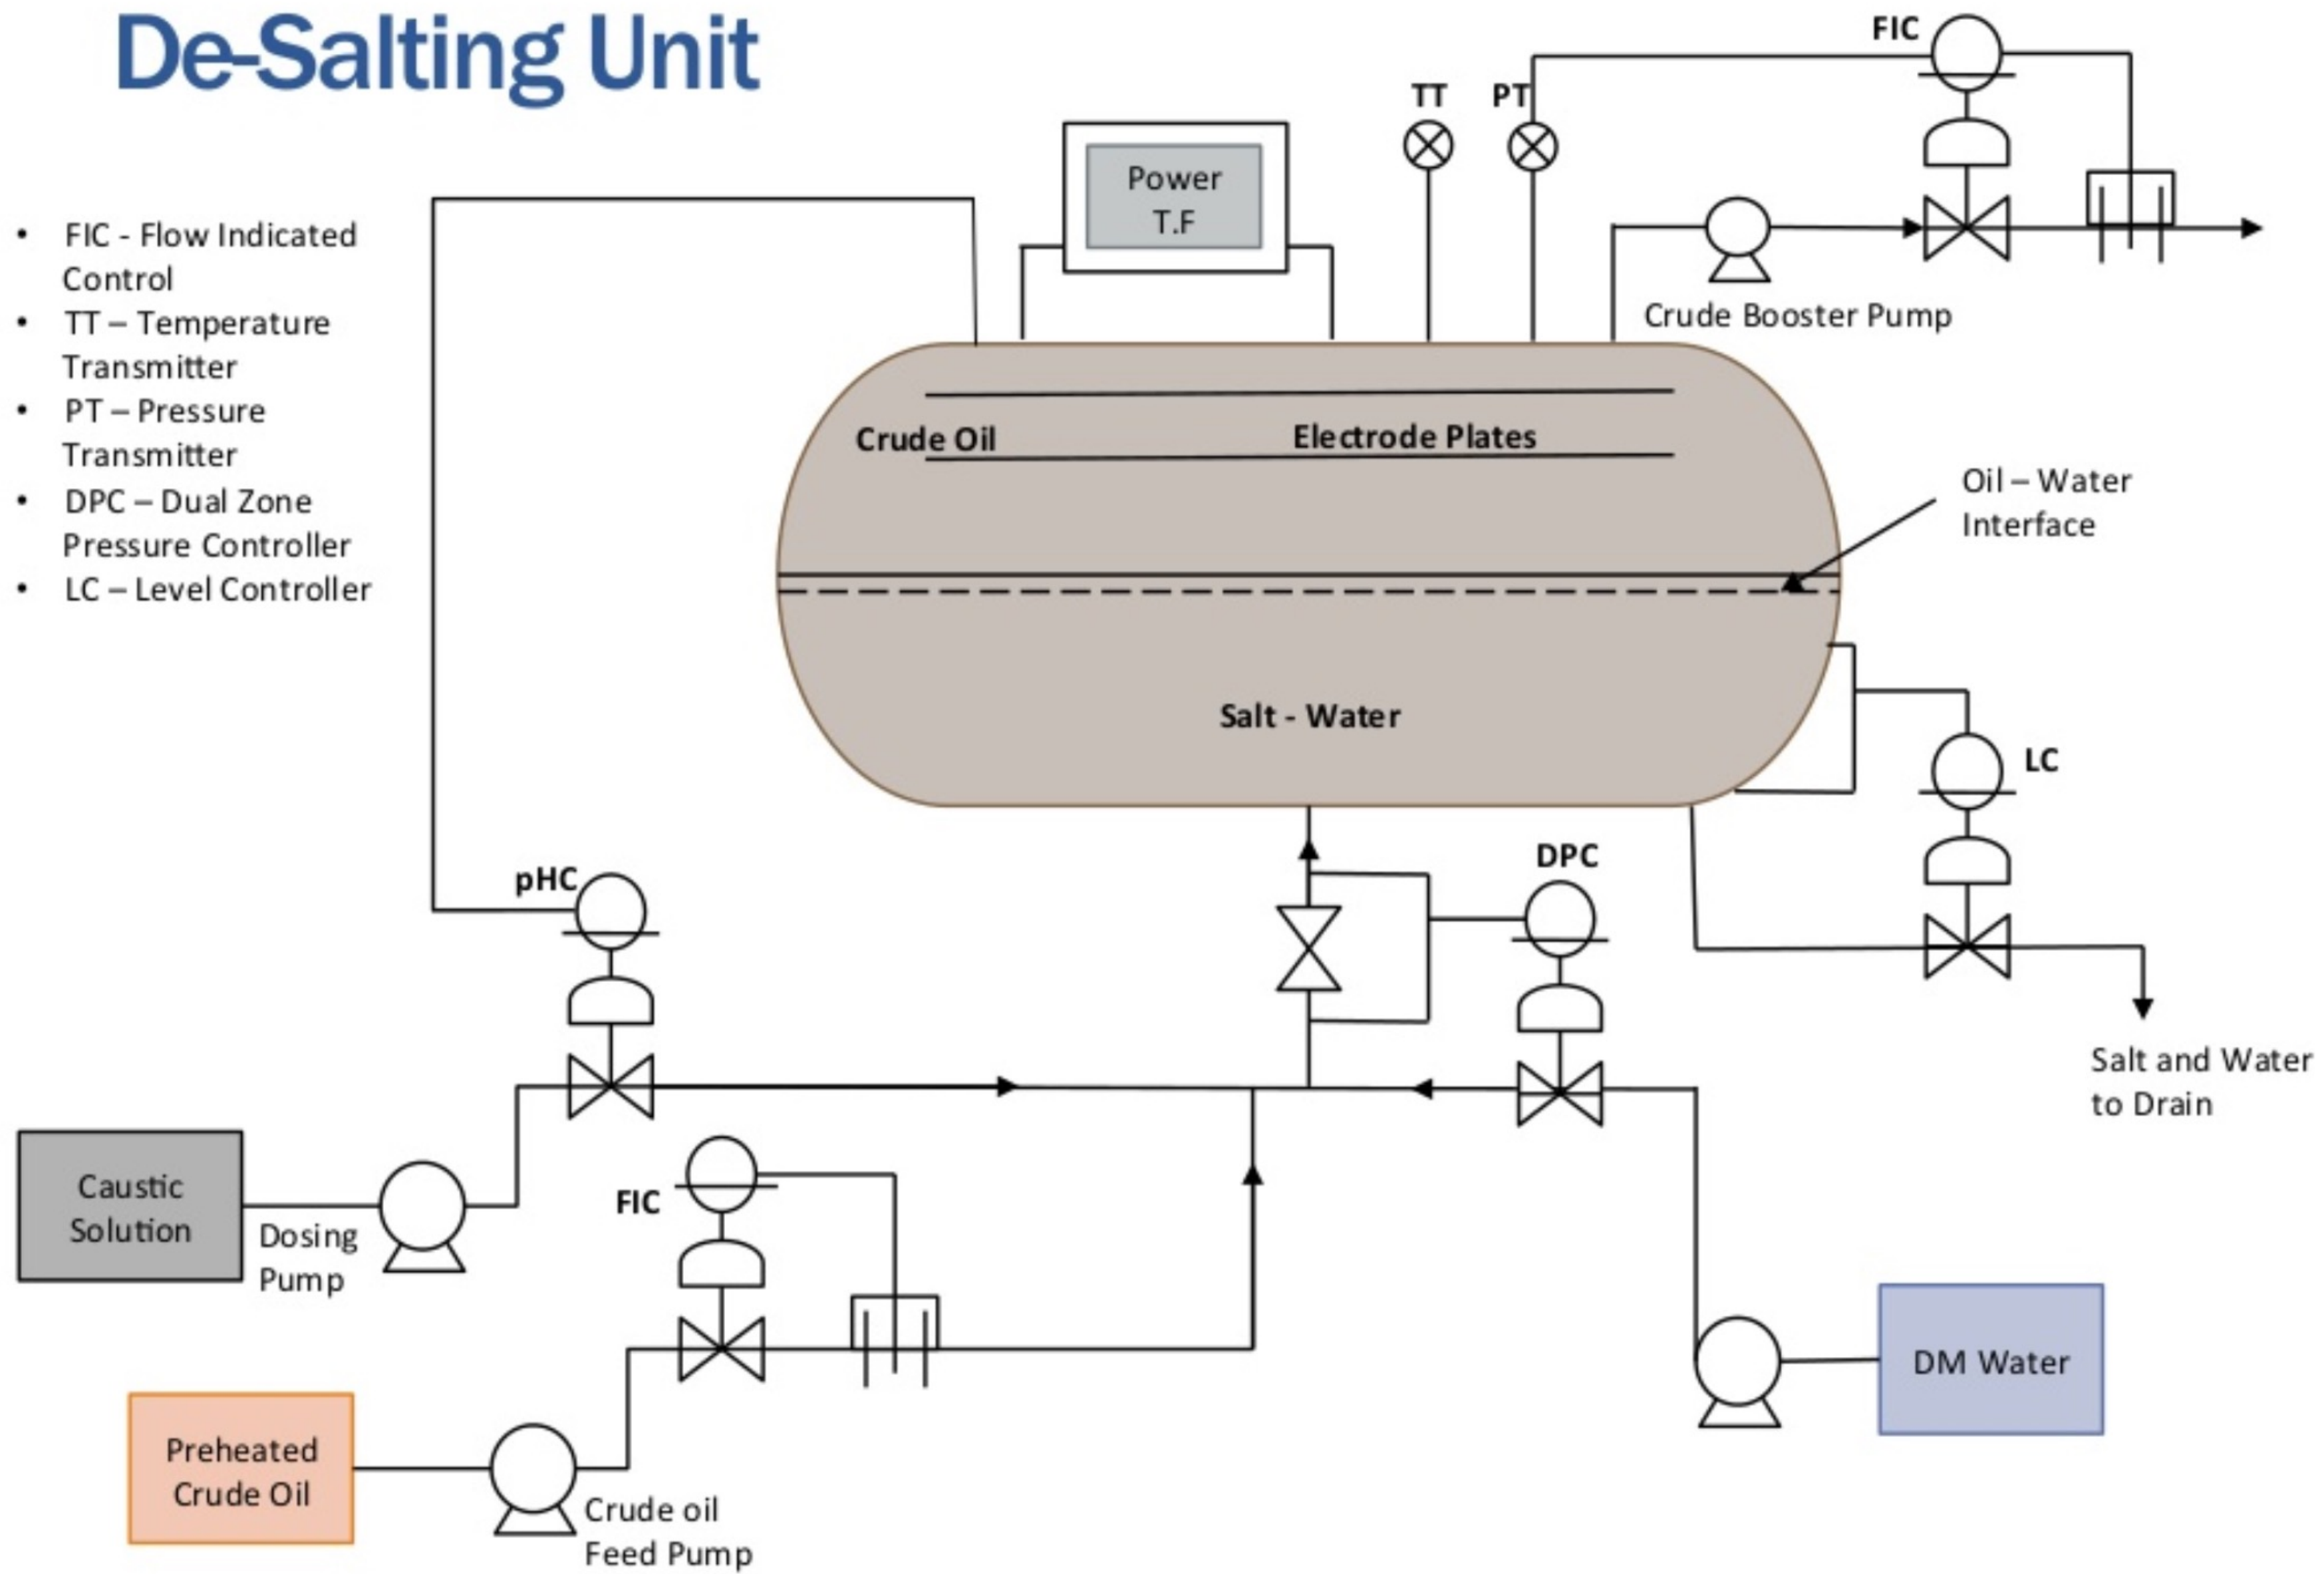 De-Salting Unit
• FIC - Flow Indicated
Control
• TT – Temperature
Transmitter
• PT – Pressure
Transmitter
• DPC – Dual Zone
Pressure Controller
• LC – Level Controller
Power
T.F
TT
PT
FIC
Crude Booster Pump
Crude Oil
Electrode Plates
Oil – Water
Interface
Salt - Water
LC
pHC
DPC
Salt and Water
to Drain
Caustic
Solution
Dosing
Pump
FIC
DM Water
Preheated
Crude Oil
Crude oil
Feed Pump